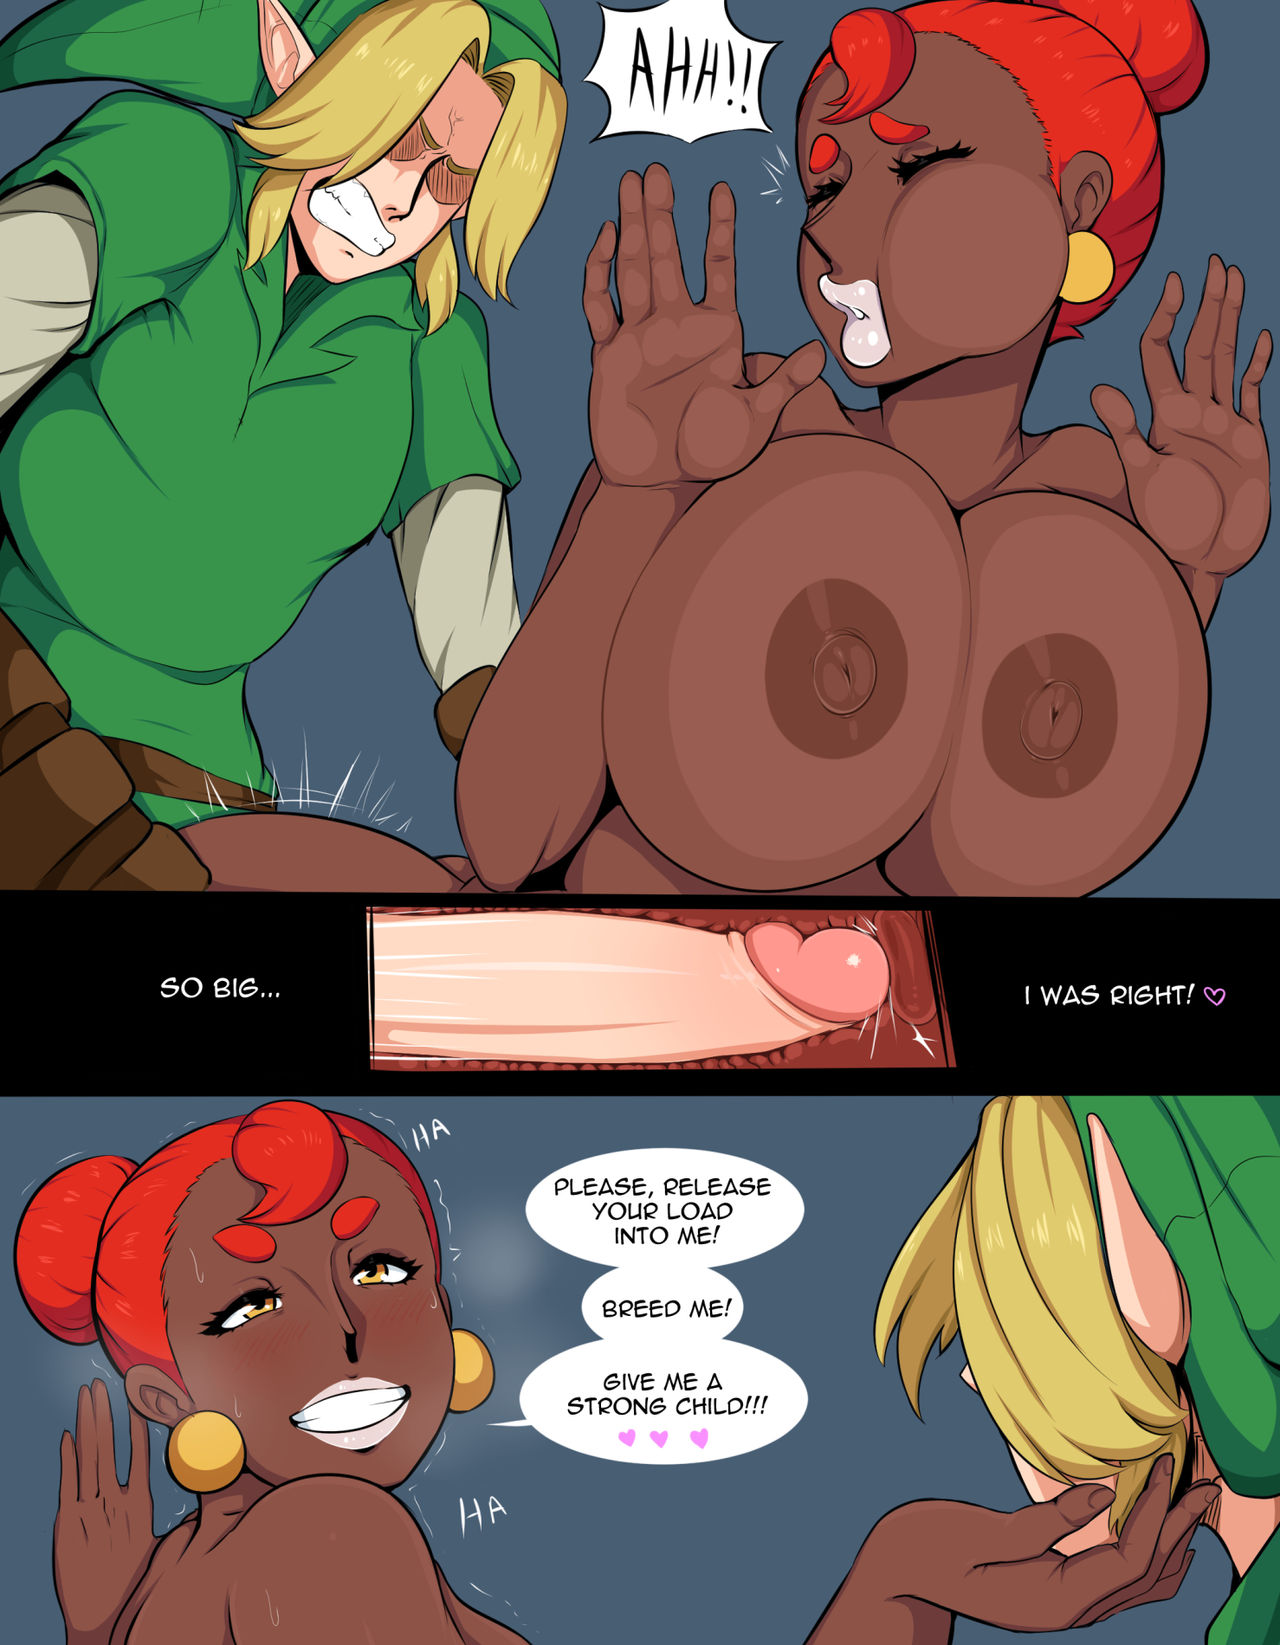 AHH!!
SO BIG...
I WAS RIGHT! ♡
HA
PLEASE, RELEASE
YOUR LOAD
INTO ME!
BREED ME!
GIVE ME A
STRONG CHILD!!!
♥ ♥ ♥
HA